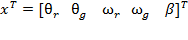 x^T = [θ_r θ_g ω_r ω_g β]^T